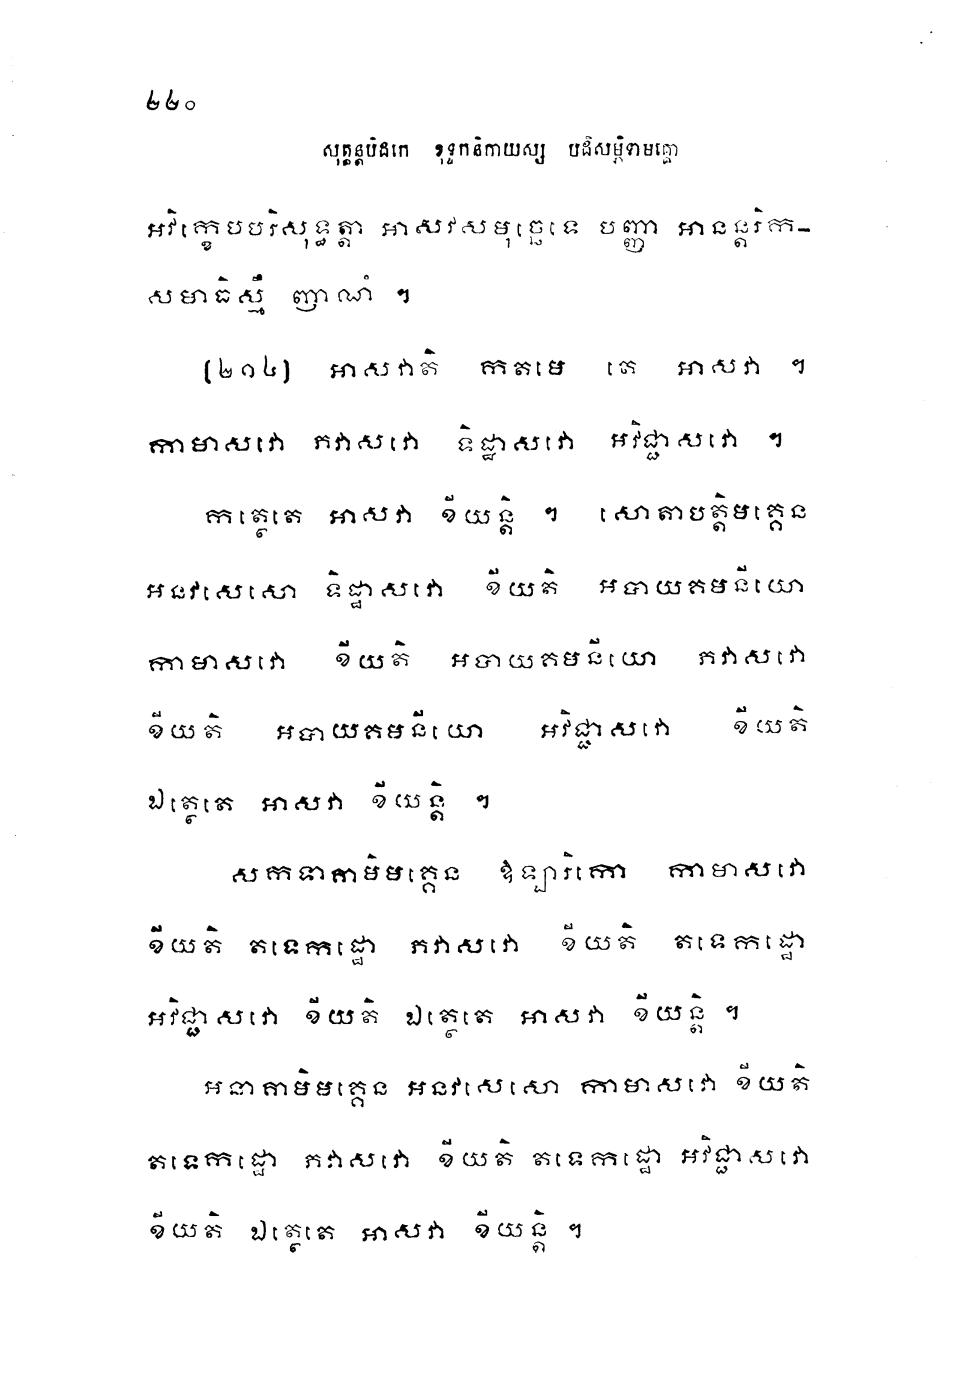 ២២០
សុត្តន្តបិដកេ ខុទ្ទកនិកាយស្ស បដិសម្ភិទាមគ្គោ
អវិក្ខេបបរិសុទ្ធត្តា អាសវសមុច្ឆេទេ បញ្ញា អានន្តរិក-
សមាធិស្មឹ ញាណំ ។
(២១៤) អាសវាតិ កតមេ តេ អាសវា ។
កាមាសវោ ភវាសវោ ទិដ្ឋាសវោ អវិជ្ជាសវោ ។
កត្ថេតេ អាសវា ខីយន្តិ ។ សោតាបត្តិមគ្គេន
អនវសេសោ ទិដ្ឋាសវោ ខីយតិ អបាយគមនីយោ
កាមាសវោ ខីយតិ អបាយគមនីយោ ភវាសវោ
ខីយតិ អបាយគមនីយោ អវិជ្ជាសវោ ខីយតិ
ឯត្ថេតេ អាសវា ខីយន្តិ ។
សកទាគាមិមគ្គេន ឱឡារិកោ កាមាសវោ
ខីយតិ តទេកដ្ឋោ ភវាសវោ ខីយតិ តទេកដ្ឋោ
អវិជ្ជាសវោ ខីយតិ ឯត្ថេតេ អាសវា ខីយន្តិ ។
អនាគាមិមគ្គេន អនវសេសោ កាមាសវោ ខីយតិ
តទេកដ្ឋោ ភវាសវោ ខីយតិ តទេកដ្ឋោ អវិជ្ជាសវោ
ខីយតិ ឯត្ថេតេ អាសវា ខីយន្តិ ។